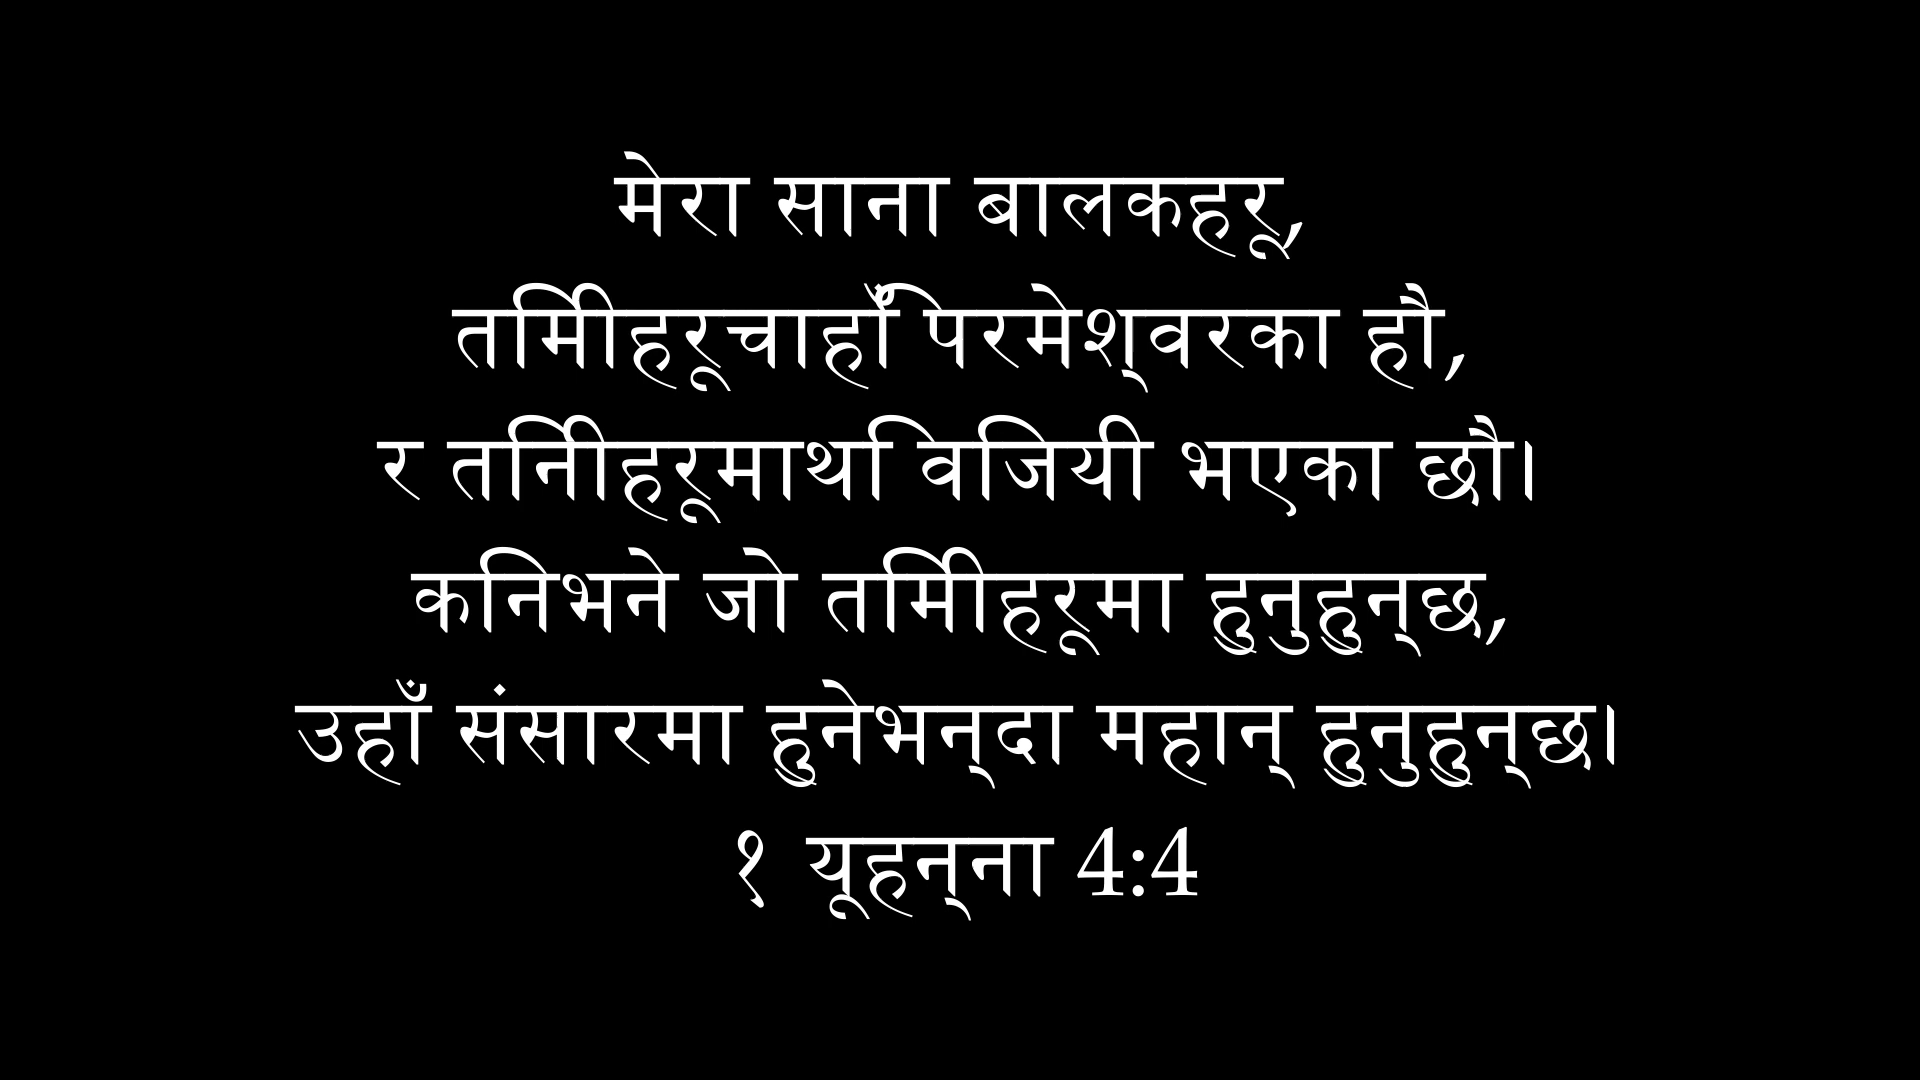 मेरा साना बालकहरू,
तिमीहरूचाहिँ परमेश्वरका हौ,
र तिनीहरूमाथि विजयी भएका छौ।
किनभने जो तिमीहरूमा हुनुहुन्छ,
उहाँ संसारमा हुनेभन्दा महान् हुनुहुन्छ।
१ यूहन्ना 4:4